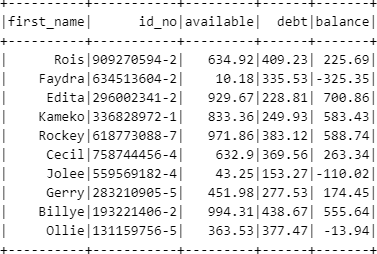 +----------+-----------+---------+------+-------+
|first_name|      id_no|available|  debt|balance|
+----------+-----------+---------+------+-------+
|      Rois|909270594-2|   634.92|409.23| 225.69|
|    Faydra|634513604-2|    10.18|335.53|-325.35|
|     Edita|296002341-2|   929.67|228.81| 700.86|
|    Kameko|336828972-1|   833.36|249.93| 583.43|
|    Rockey|618773088-7|   971.86|383.12| 588.74|
|     Cecil|758744456-4|    632.9|369.56| 263.34|
|     Jolee|559569182-4|    43.25|153.27|-110.02|
|     Gerry|283210905-5|   451.98|277.53| 174.45|
|    Billye|193221406-2|   994.31|438.67| 555.64|
|     Ollie|131159756-5|   363.53|377.47| -13.94|
+----------+-----------+---------+------+-------+